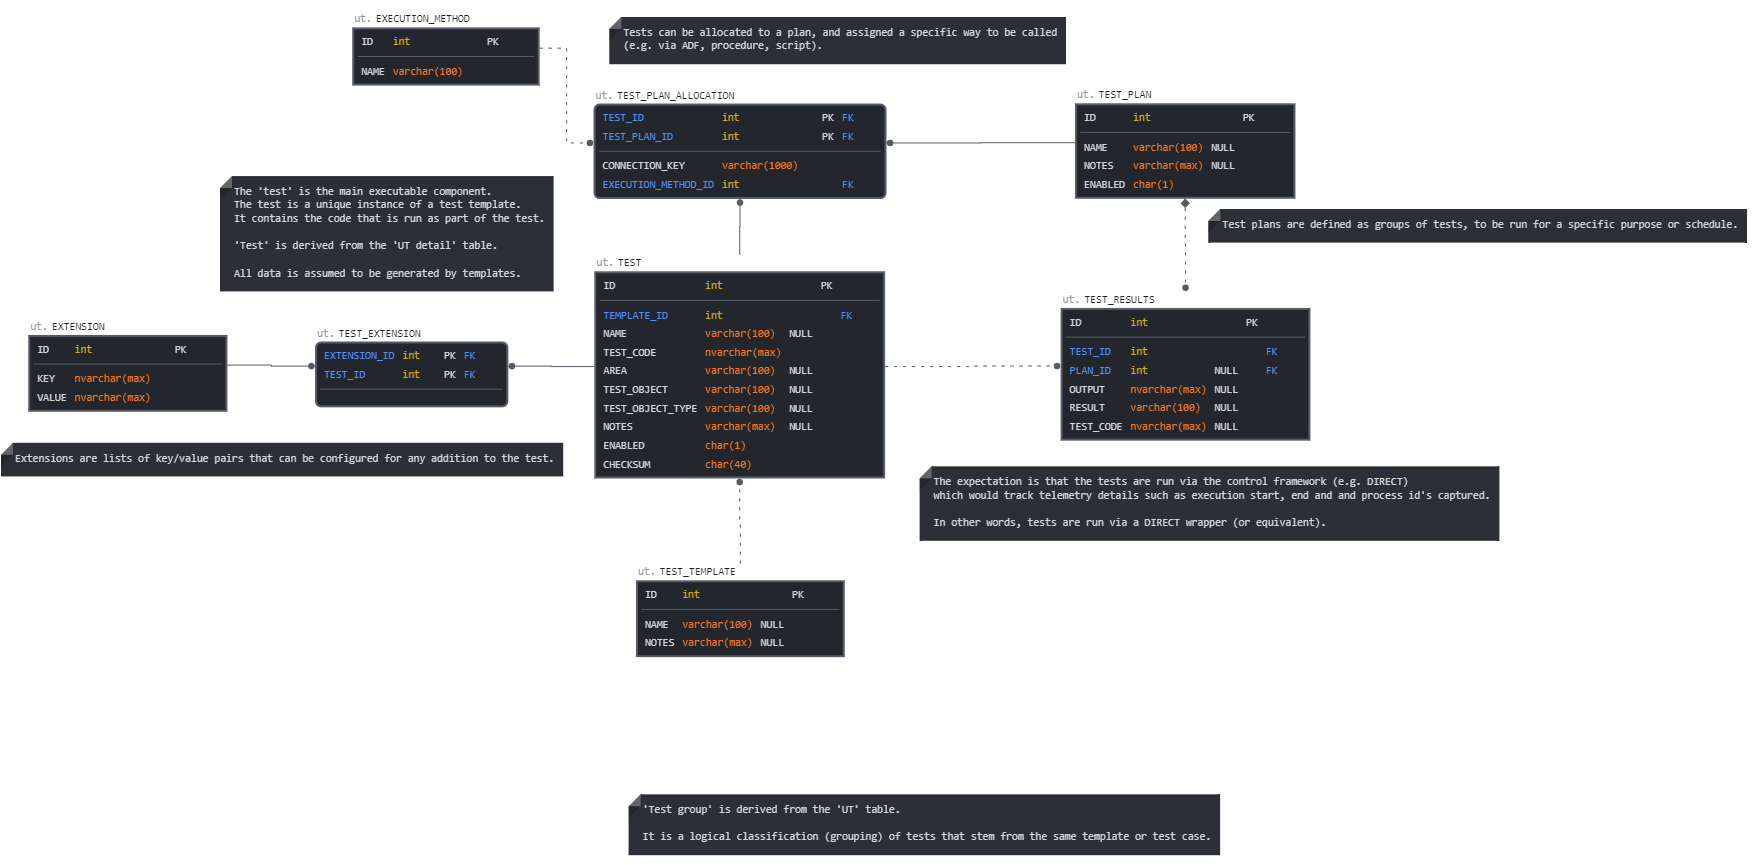 ut. EXECUTION_METHOD
ID int PK
NAME varchar(100)
Tests can be allocated to a plan, and assigned a specific way to be called
(e.g. via ADF, procedure, script).
ut. TEST_PLAN_ALLOCATION
TEST_ID int PK FK
TEST_PLAN_ID int PK FK
CONNECTION_KEY varchar(1000)
EXECUTION_METHOD_ID int FK
ut. TEST_PLAN
ID int PK
NAME varchar(100) NULL
NOTES varchar(max) NULL
ENABLED char(1)
The 'test' is the main executable component.
The test is a unique instance of a test template.
It contains the code that is run as part of the test.
'Test' is derived from the 'UT detail' table.
All data is assumed to be generated by templates.
Test plans are defined as groups of tests, to be run for a specific purpose or schedule.
ut. TEST
ID int PK
TEMPLATE_ID int FK
NAME varchar(100) NULL
TEST_CODE nvarchar(max)
AREA varchar(100) NULL
TEST_OBJECT varchar(100) NULL
TEST_OBJECT_TYPE varchar(100) NULL
NOTES varchar(max) NULL
ENABLED char(1)
CHECKSUM char(40)
ut. TEST_RESULTS
ID int PK
TEST_ID int FK
PLAN_ID int NULL FK
OUTPUT nvarchar(max) NULL
RESULT varchar(100) NULL
TEST_CODE nvarchar(max) NULL
ut. EXTENSION
ID int PK
KEY nvarchar(max)
VALUE nvarchar(max)
ut. TEST_EXTENSION
EXTENSION_ID int PK FK
TEST_ID int PK FK
Extensions are lists of key/value pairs that can be configured for any addition to the test.
The expectation is that the tests are run via the control framework (e.g. DIRECT)
which would track telemetry details such as execution start, end and and process id's captured.
In other words, tests are run via a DIRECT wrapper (or equivalent).
ut. TEST_TEMPLATE
ID int PK
NAME varchar(100) NULL
NOTES varchar(max) NULL
'Test group' is derived from the 'UT' table.
It is a logical classification (grouping) of tests that stem from the same template or test case.